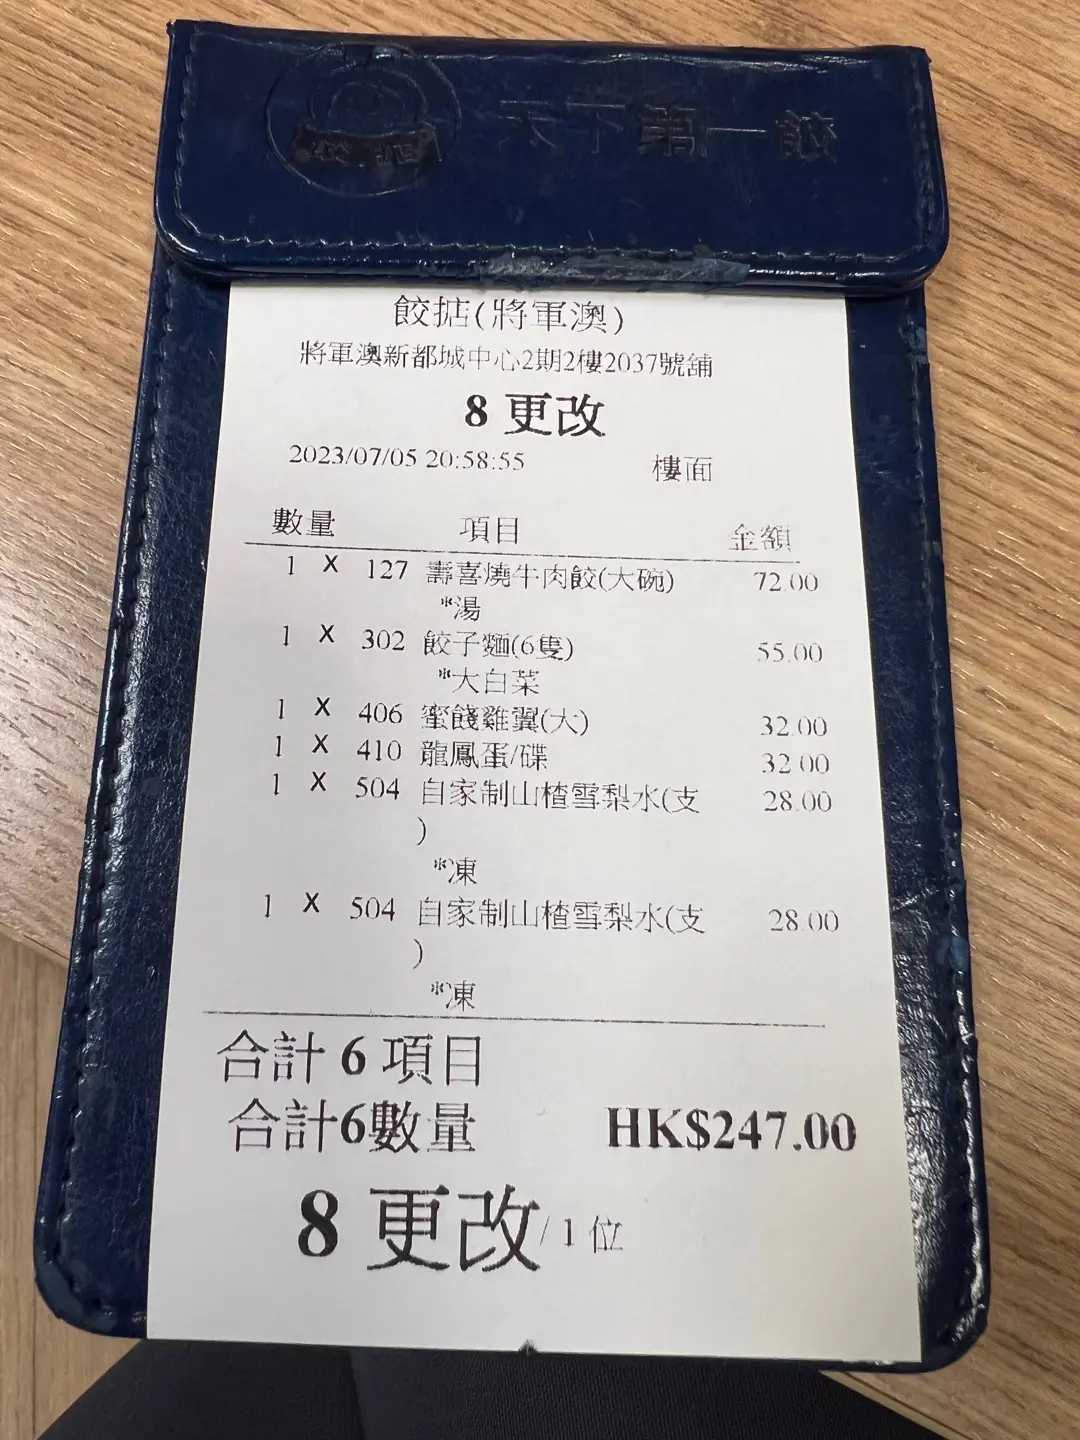 餃掂(將軍澳)
將軍澳新都城中心2期2樓2037號舖
8 更改
2023/07/05 20:58:55 樓面
數量 項目 金額
1 X 127 壽喜燒牛肉餃(大碗) 72.00
*湯
1 X 302 餃子麵(6隻) 55.00
*大白菜
1 X 406 蜜餞雞翼(大) 32.00
1 X 410 龍鳳蛋/碟 32.00
1 X 504 自家制山楂雪梨水(支 28.00
)
*凍
1 X 504 自家制山楂雪梨水(支 28.00
)
*凍
合計 6 項目
合計6數量 HK$247.00
8 更改/1 位